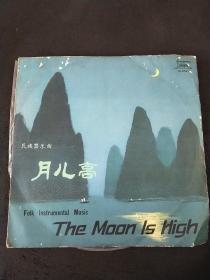 民族器乐曲
月儿高
Folk Instrumental Music
The Moon Is High